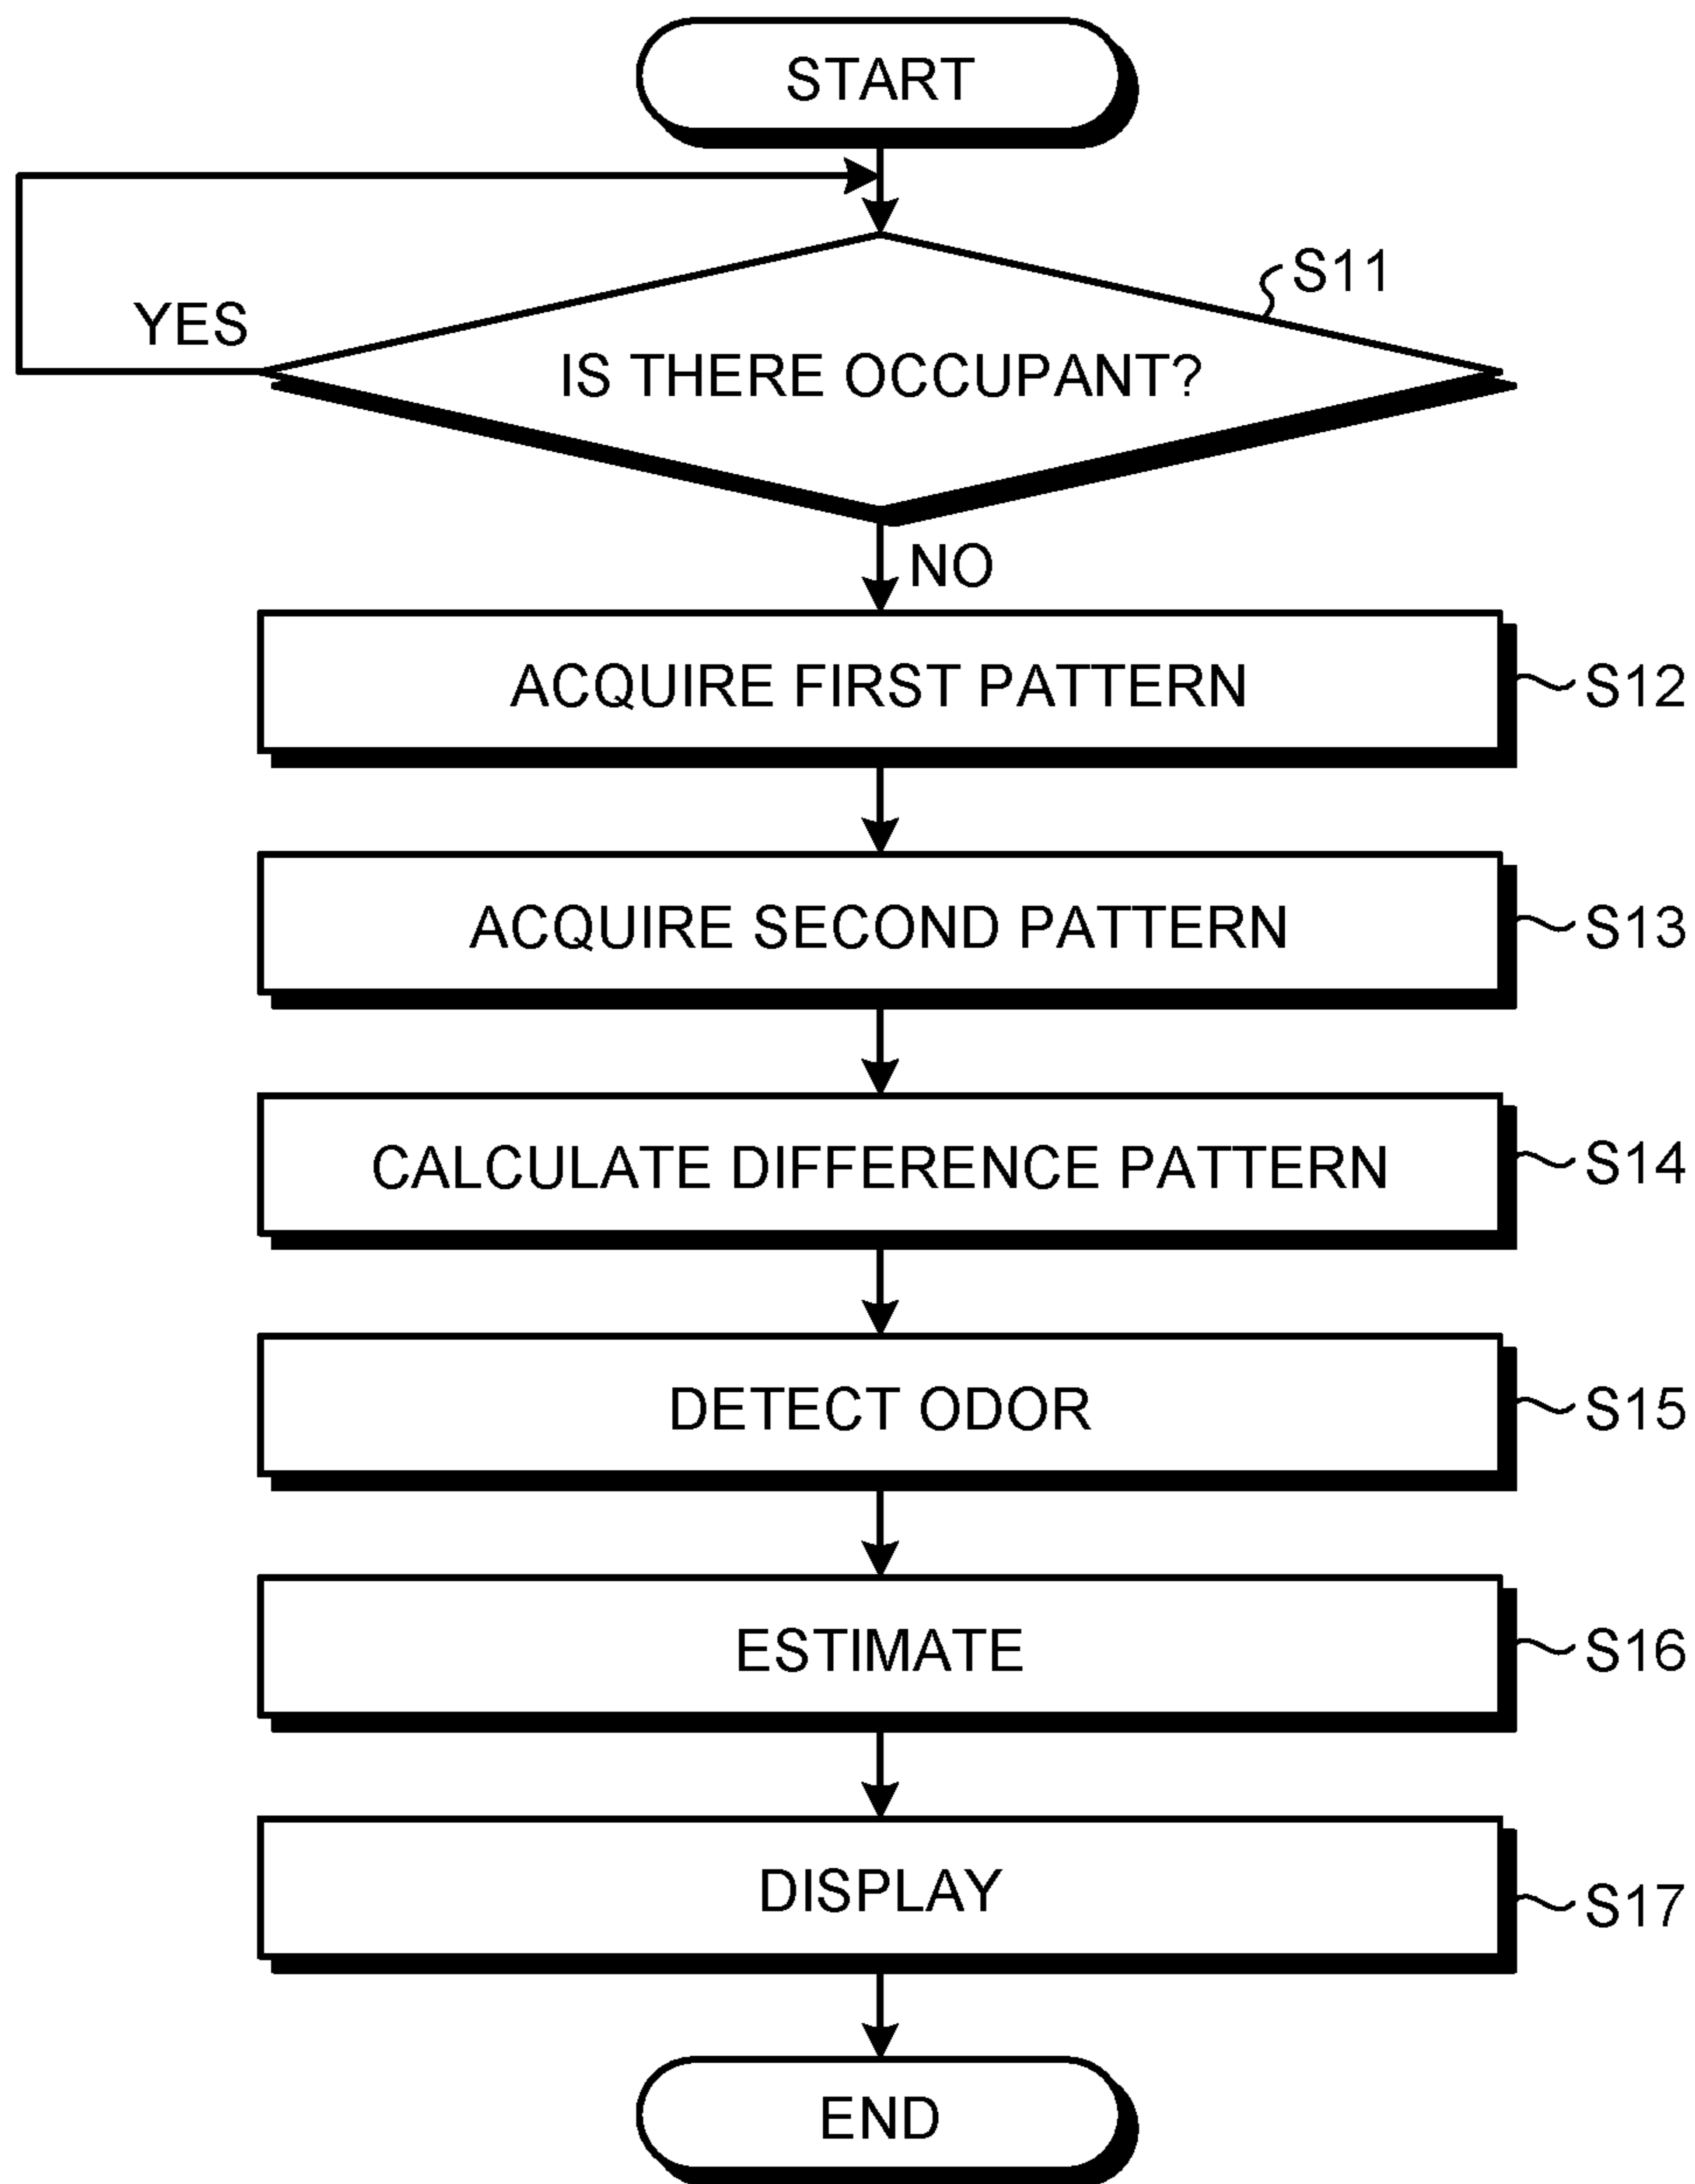 START
S11
YES
IS THERE OCCUPANT?
NO
ACQUIRE FIRST PATTERN
S12
ACQUIRE SECOND PATTERN
S13
CALCULATE DIFFERENCE PATTERN
S14
DETECT ODOR
S15
ESTIMATE
S16
DISPLAY
S17
END